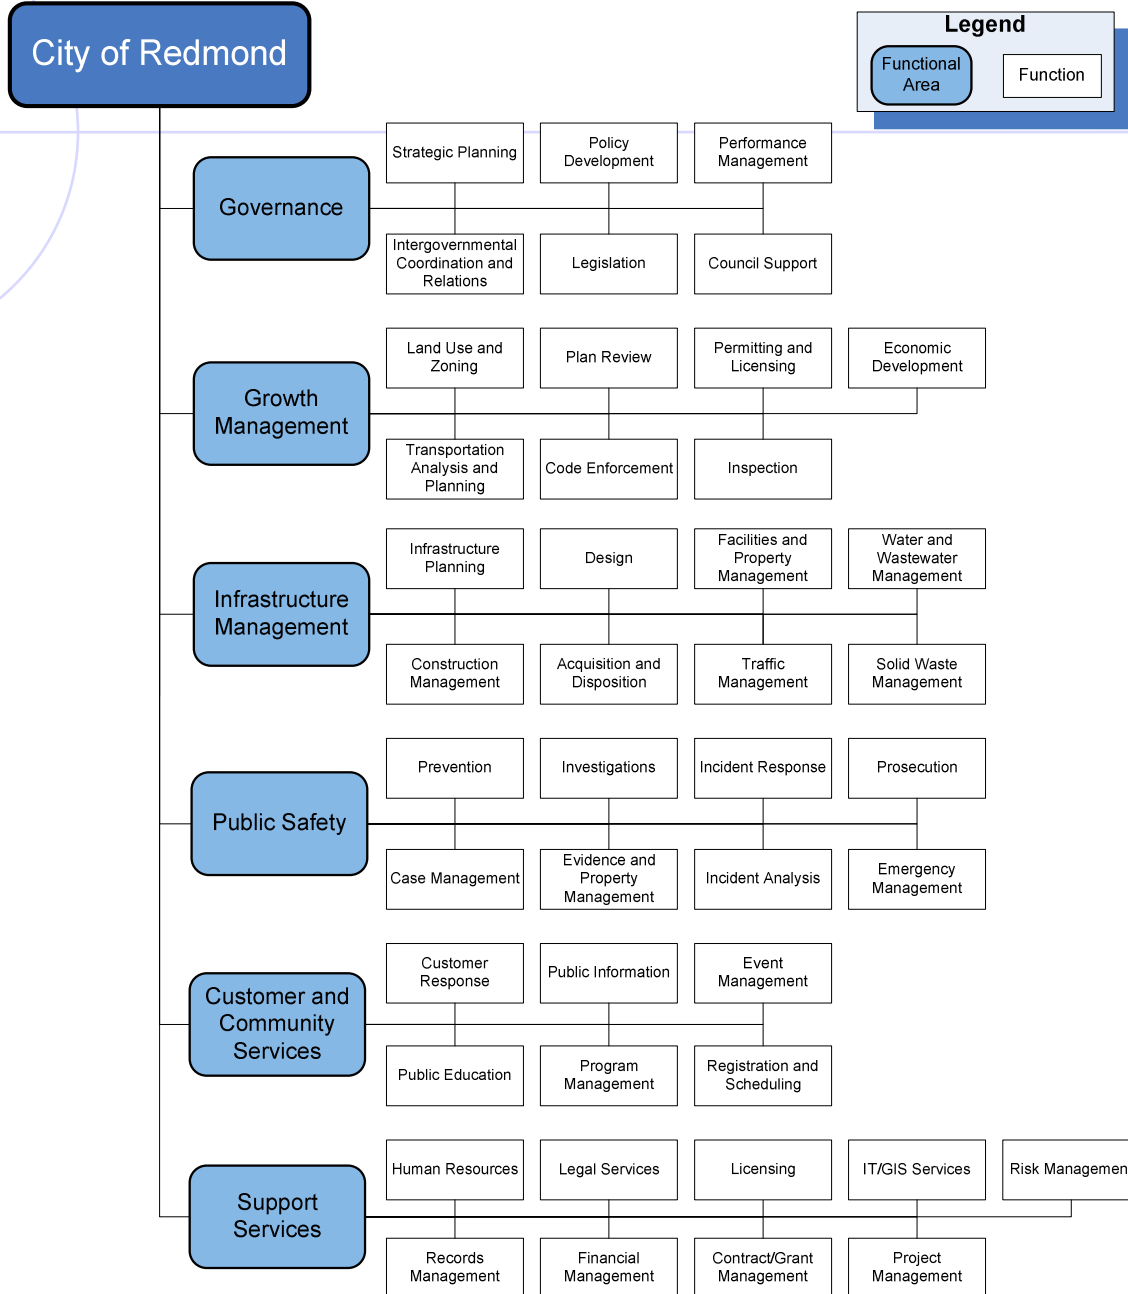 City of Redmond
Legend
Functional
Area
Function
Governance
Strategic Planning
Policy
Development
Performance
Management
Intergovernmental
Coordination and
Relations
Legislation
Council Support
Growth
Management
Land Use and
Zoning
Plan Review
Permitting and
Licensing
Economic
Development
Transportation
Analysis and
Planning
Code Enforcement
Inspection
Infrastructure
Management
Infrastructure
Planning
Design
Facilities and
Property
Management
Water and
Wastewater
Management
Construction
Management
Acquisition and
Disposition
Traffic
Management
Solid Waste
Management
Public Safety
Prevention
Investigations
Incident Response
Prosecution
Case Management
Evidence and
Property
Management
Incident Analysis
Emergency
Management
Customer and
Community
Services
Customer
Response
Public Information
Event
Management
Public Education
Program
Management
Registration and
Scheduling
Support
Services
Human Resources
Legal Services
Licensing
IT/GIS Services
Risk Managemen
Records
Management
Financial
Management
Contract/Grant
Management
Project
Management